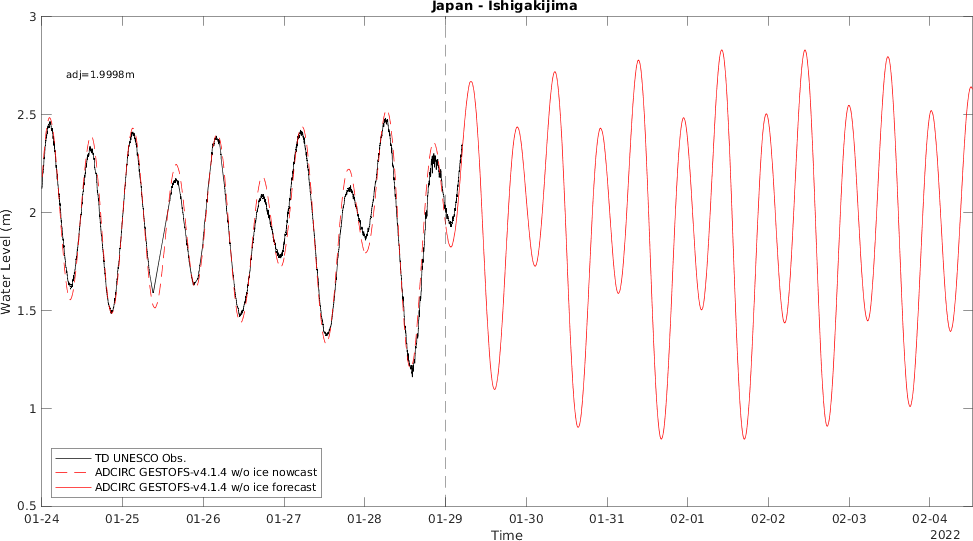 Japan - Ishigakijima
3
adj=1.9998m
2.5
2
Water Level (m)
1.5
1
TD UNESCO Obs.
ADCIRC GESTOFS-v4.1.4 w/o ice nowcast
ADCIRC GESTOFS-v4.1.4 w/o ice forecast
0.5
01-24 01-25 01-26 01-27 01-28 01-29 01-30 01-31 02-01 02-02 02-03 02-04
Time 2022